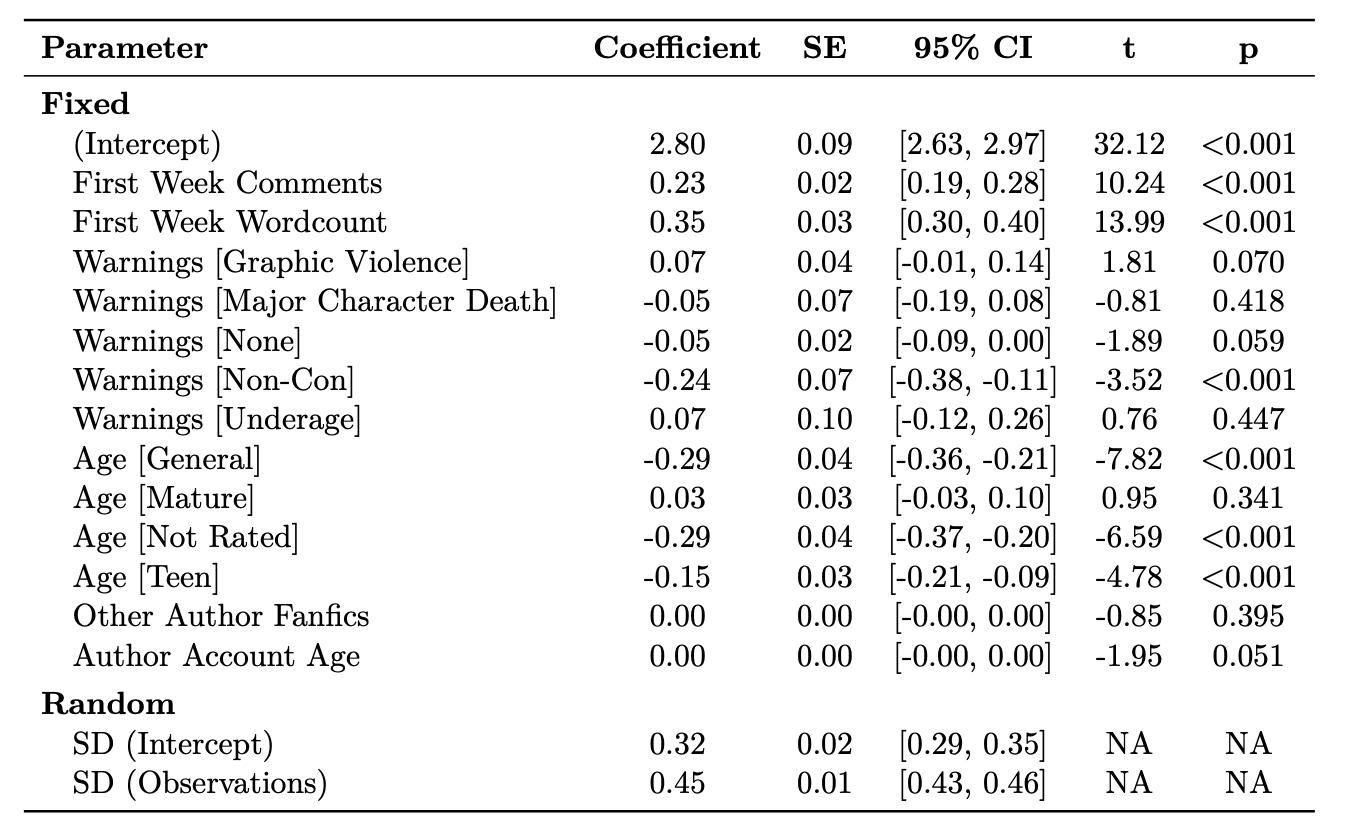 Parameter Coefficient SE 95% CI t p
Fixed
(Intercept) 2.80 0.09 [2.63, 2.97] 32.12 <0.001
First Week Comments 0.23 0.02 [0.19, 0.28] 10.24 <0.001
First Week Wordcount 0.35 0.03 [0.30, 0.40] 13.99 <0.001
Warnings [Graphic Violence] 0.07 0.04 [-0.01, 0.14] 1.81 0.070
Warnings [Major Character Death] -0.05 0.07 [-0.19, 0.08] -0.81 0.418
Warnings [None] -0.05 0.02 [-0.09, 0.00] -1.89 0.059
Warnings [Non-Con] -0.24 0.07 [-0.38, -0.11] -3.52 <0.001
Warnings [Underage] 0.07 0.10 [-0.12, 0.26] 0.76 0.447
Age [General] -0.29 0.04 [-0.36, -0.21] -7.82 <0.001
Age [Mature] 0.03 0.03 [-0.03, 0.10] 0.95 0.341
Age [Not Rated] -0.29 0.04 [-0.37, -0.20] -6.59 <0.001
Age [Teen] -0.15 0.03 [-0.21, -0.09] -4.78 <0.001
Other Author Fanfics 0.00 0.00 [-0.00, 0.00] -0.85 0.395
Author Account Age 0.00 0.00 [-0.00, 0.00] -1.95 0.051
Random
SD (Intercept) 0.32 0.02 [0.29, 0.35] NA NA
SD (Observations) 0.45 0.01 [0.43, 0.46] NA NA